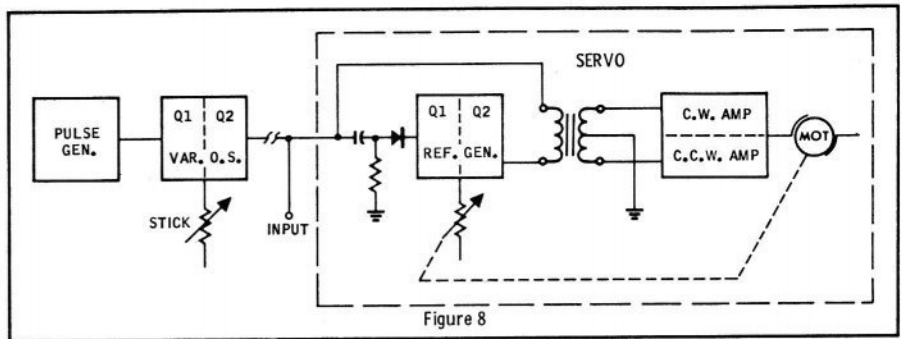 SERVO
PULSE
GEN.
Q1 Q2
VAR. O.S.
STICK
INPUT
Q1 Q2
REF. GEN.
C.W. AMP
C.C.W. AMP
MOT
Figure 8